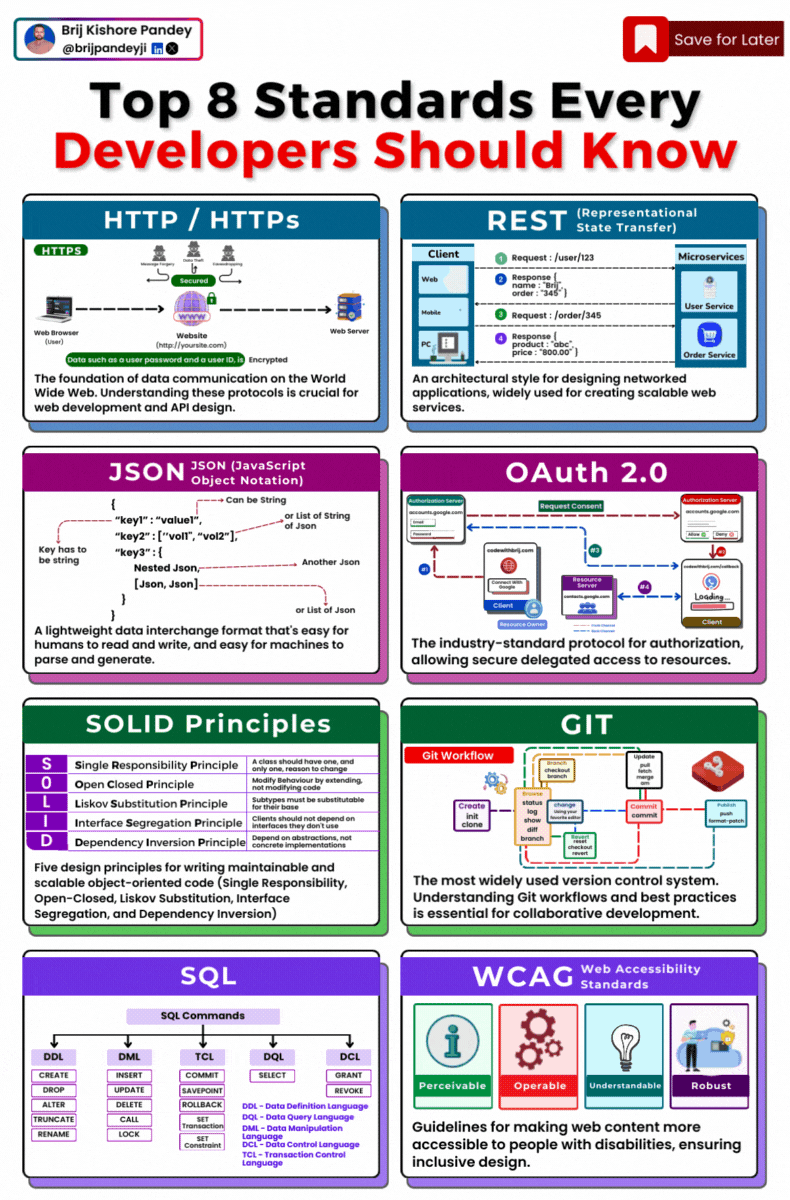 Brij Kishore Pandey
@brijpandeyji
Save for Later
Top 8 Standards Every
Developers Should Know
HTTP / HTTPs
HTTPS
Message Forgery
Data Theft
Eavesdropping
Secured
WWW
Web Browser
(User)
Website
(http://yoursite.com)
Web Server
Data such as a user password and a user ID, is Encrypted
The foundation of data communication on the World
Wide Web. Understanding these protocols is crucial for
web development and API design.
REST (Representational
State Transfer)
Client
Web
Mobile
PC
1 Request : /user/123
2 Response {
name : "Brij",
order : "345" }
3 Request : /order/345
4 Response {
product : "abc",
price : "800.00" }
Microservices
User Service
Order Service
An architectural style for designing networked
applications, widely used for creating scalable web
services.
JSON JSON (JavaScript
Object Notation)
{
Can be String
“key1” : “value1”,
or List of String
of Json
“key2” : [''vol1", “vol2”],
Key has to
be string
“key3” : {
Nested Json,
Another Json
[Json, Json]
}
or List of Json
}
A lightweight data interchange format that's easy for
humans to read and write, and easy for machines to
parse and generate.
OAuth 2.0
Authorization Server
accounts.google.com
Email
Password
Request Consent
Authorization Server
accounts.google.com
Allow
Deny
#1
codewithbrij.com
Connect With
Google
Client
Resource Owner
#3
#2
Resource
Server
contacts.google.com
#4
codewithbrij.com/callback
Loading...
Client
The industry-standard protocol for authorization,
allowing secure delegated access to resources.
SOLID Principles
S Single Responsibility Principle A class should have one, and
only one, reason to change
O Open Closed Principle Modify Behaviour by extending,
not modifying code
L Liskov Substitution Principle Subtypes must be substitutable
for their base
I Interface Segregation Principle Clients should not depend on
interfaces they don't use
D Dependency Inversion Principle Depend on abstractions, not
concrete implementations
Five design principles for writing maintainable and
scalable object-oriented code (Single Responsibility,
Open-Closed, Liskov Substitution, Interface
Segregation, and Dependency Inversion)
GIT
Git Workflow
Create
init
clone
Browse
status
log
show
diff
branch
Branch
checkout
branch
change
Using your
favorite editor
Revert
reset
checkout
revert
Update
pull
fetch
merge
am
Commit
commit
Publish
push
format-patch
The most widely used version control system.
Understanding Git workflows and best practices
is essential for collaborative development.
SQL
SQL Commands
DDL
CREATE
DROP
ALTER
TRUNCATE
RENAME
DML
INSERT
UPDATE
DELETE
CALL
LOCK
TCL
COMMIT
SAVEPOINT
ROLLBACK
SET
Transaction
SET
Constraint
DQL
SELECT
DCL
GRANT
REVOKE
DDL - Data Definition Language
DQL - Data Query Language
DML - Data Manipulation
Language
DCL - Data Control Language
TCL - Transaction Control
Language
WCAG Web Accessibility
Standards
Perceivable
Operable
Understandable
Robust
Guidelines for making web content more
accessible to people with disabilities, ensuring
inclusive design.